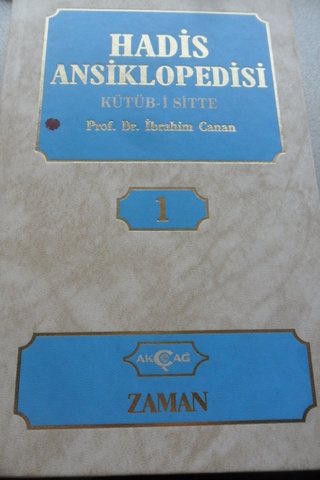 HADİS
ANSİKLOPEDİSİ
KÜTÜB-İ SİTTE
Prof. Dr. İbrahim Canan
1
AKÇAĞ
ZAMAN